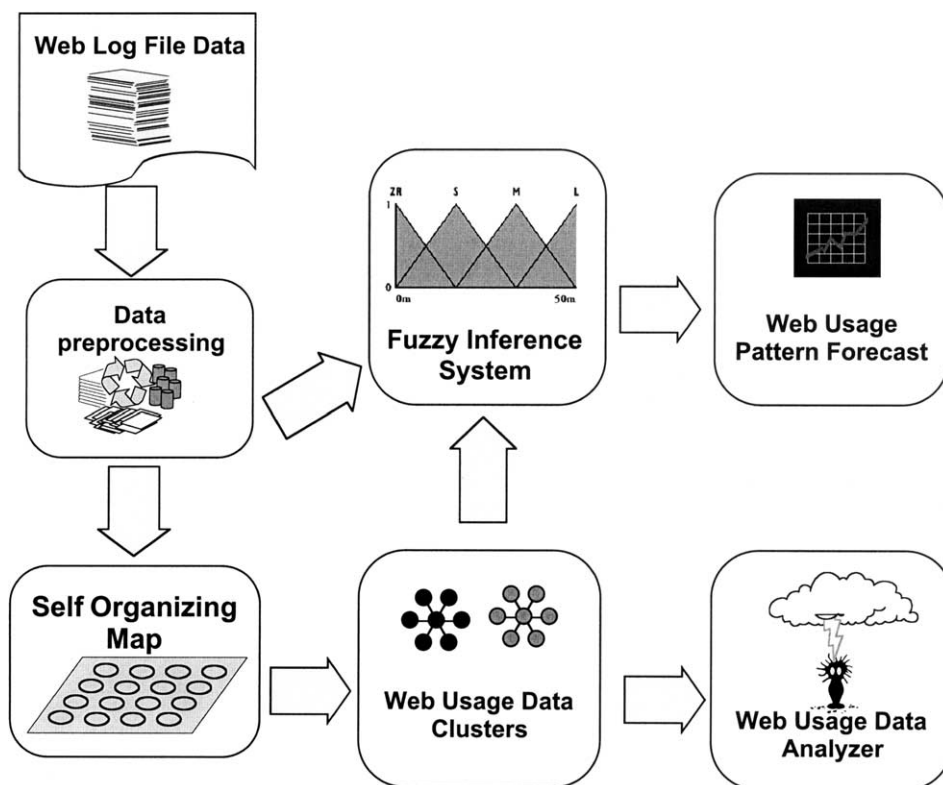 Web Log File Data
Data
preprocessing
Self Organizing
Map
ZR S M L
1
0
0m 50m
Fuzzy Inference
System
Web Usage Data
Clusters
Web Usage
Pattern Forecast
Web Usage Data
Analyzer